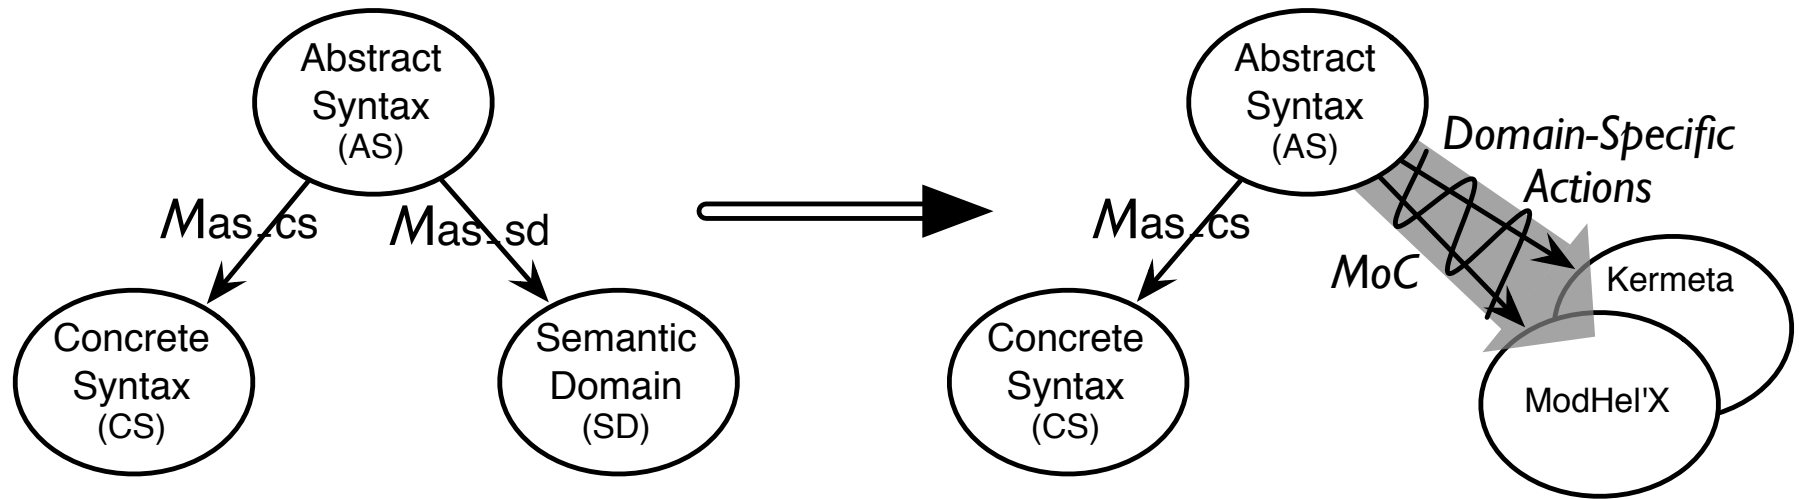 Abstract
Syntax
(AS)
Mas_cs
Mas_sd
Concrete
Syntax
(CS)
Semantic
Domain
(SD)
Abstract
Syntax
(AS)
Domain-Specific
Actions
Mas_cs
MoC
Kermeta
Concrete
Syntax
(CS)
ModHel'X